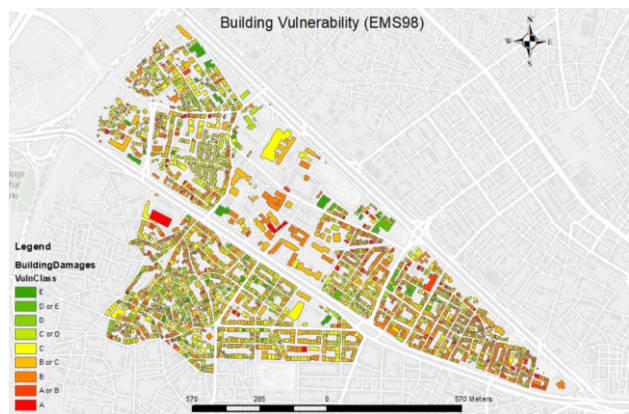 Building Vulnerability (EMS98)
N
W E
S
Legend
BuildingDamages
VulnClass
E
D or E
D
C or D
C
B or C
B
A or B
A
570 285 0 570 Meters